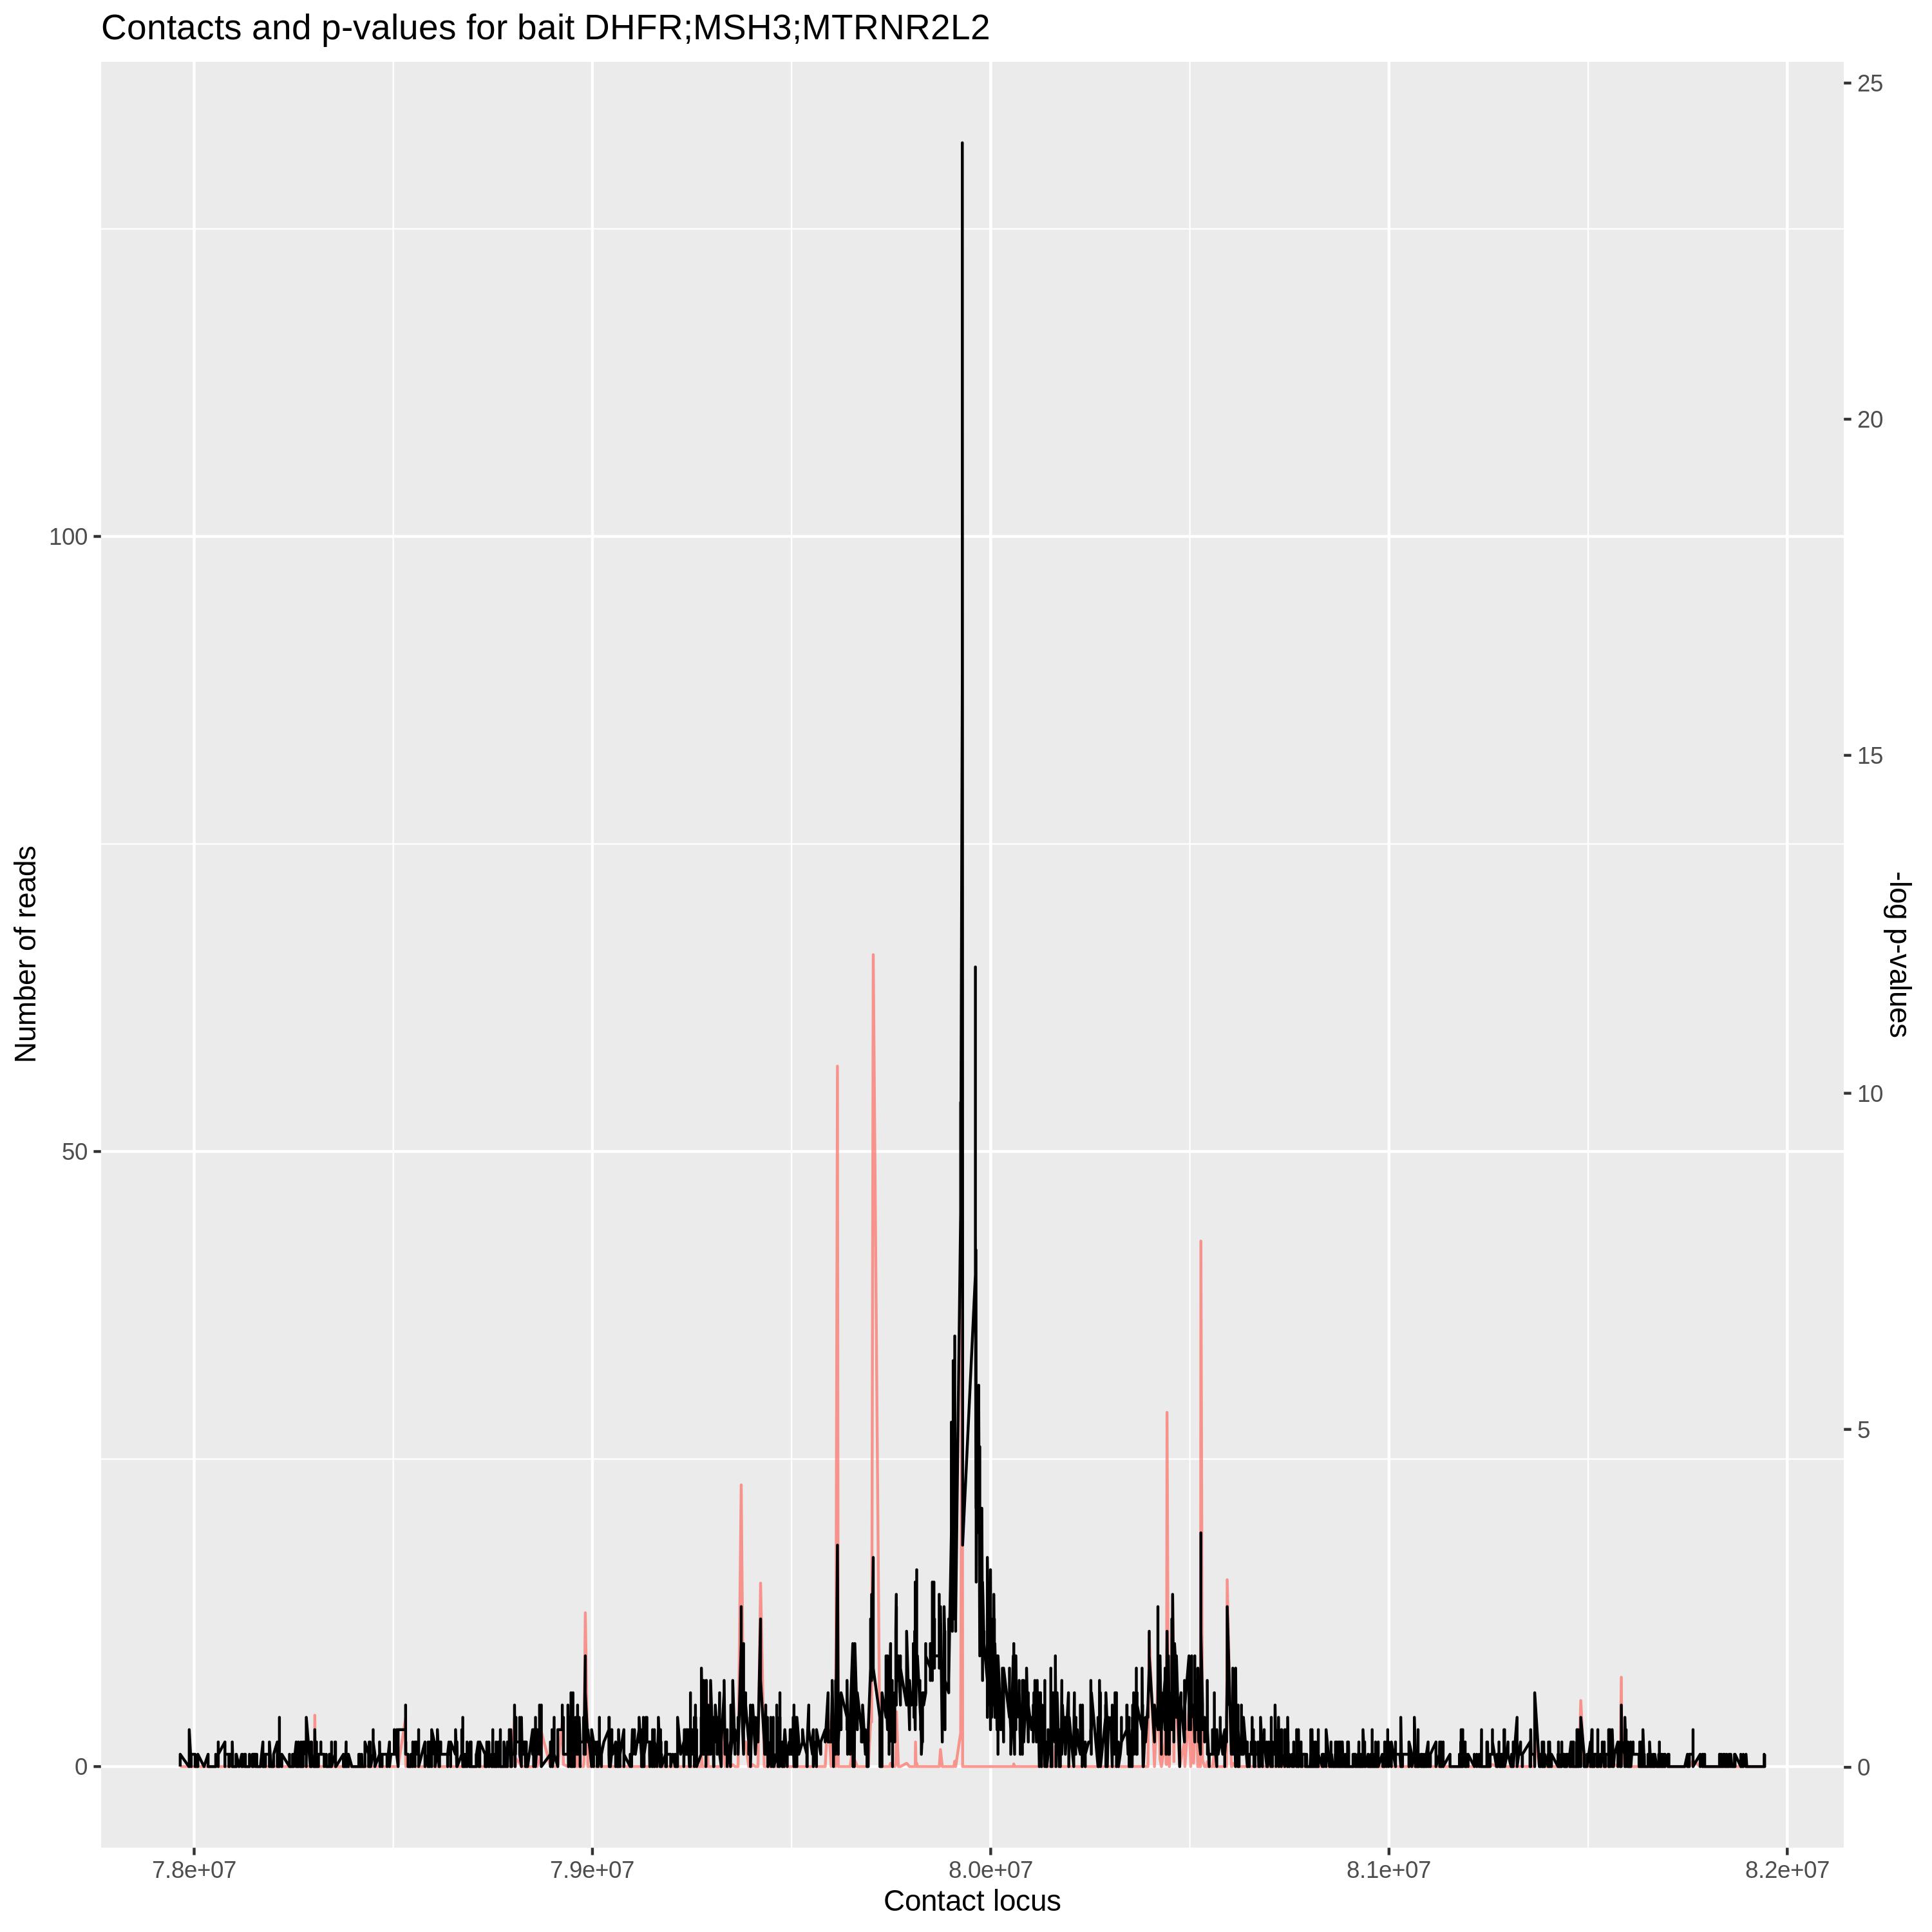 Contacts and p-values for bait DHFR;MSH3;MTRNR2L2
Number of reads
100
50
0
25
20
15
10
5
0
-log p-values
7.8e+07 7.9e+07 8.0e+07 8.1e+07 8.2e+07
Contact locus